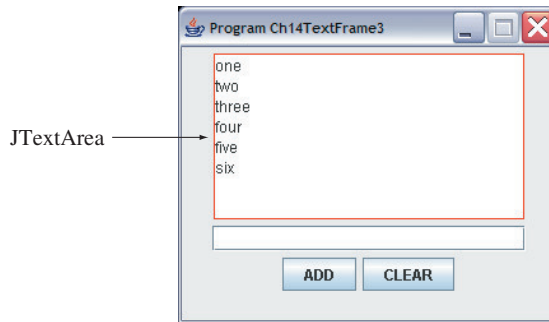 Program Ch14TextFrame3
one
two
three
four
five
six
JTextArea
ADD CLEAR